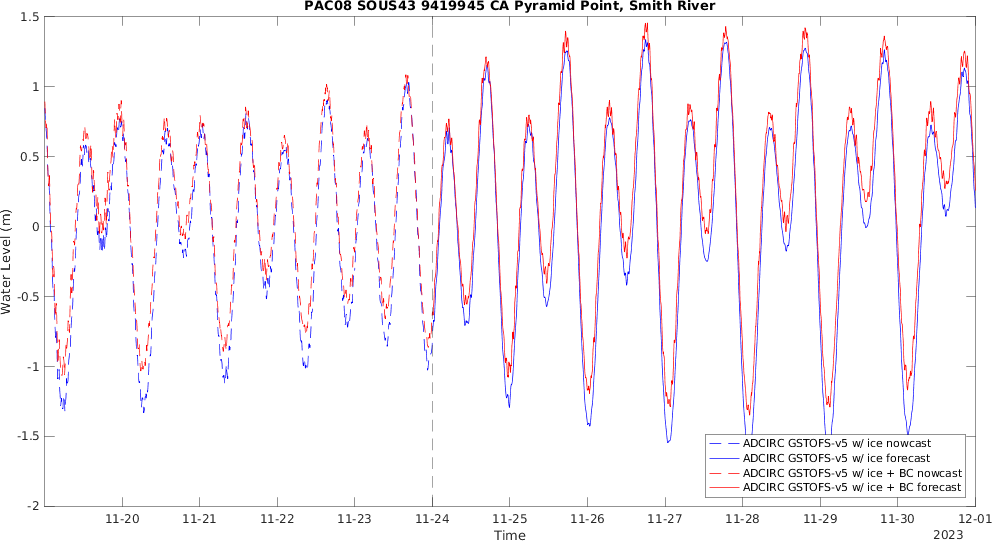 PAC08 SOUS43 9419945 CA Pyramid Point, Smith River
1.5
1
0.5
0
-0.5
-1
-1.5
-2
Water Level (m)
ADCIRC GSTOFS-v5 w/ ice nowcast
ADCIRC GSTOFS-v5 w/ ice forecast
ADCIRC GSTOFS-v5 w/ ice + BC nowcast
ADCIRC GSTOFS-v5 w/ ice + BC forecast
11-20 11-21 11-22 11-23 11-24 11-25 11-26 11-27 11-28 11-29 11-30 12-01
Time 2023